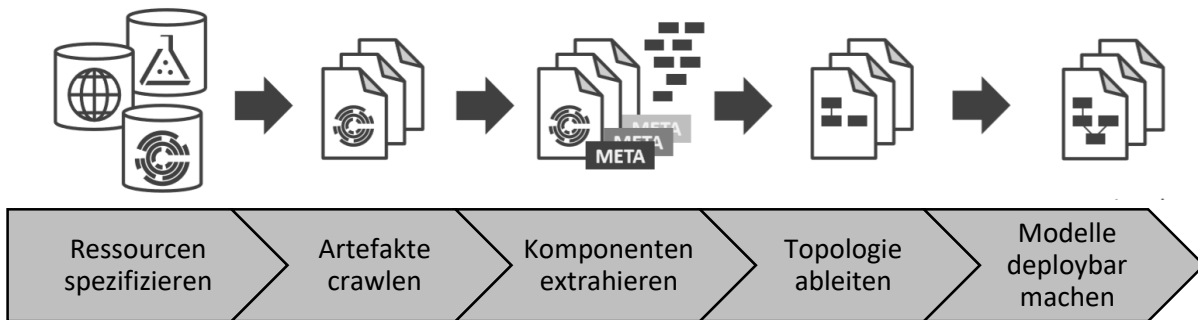 META
META
META
Ressourcen
spezifizieren
Artefakte
crawlen
Komponenten
extrahieren
Topologie
ableiten
Modelle
deploybar
machen